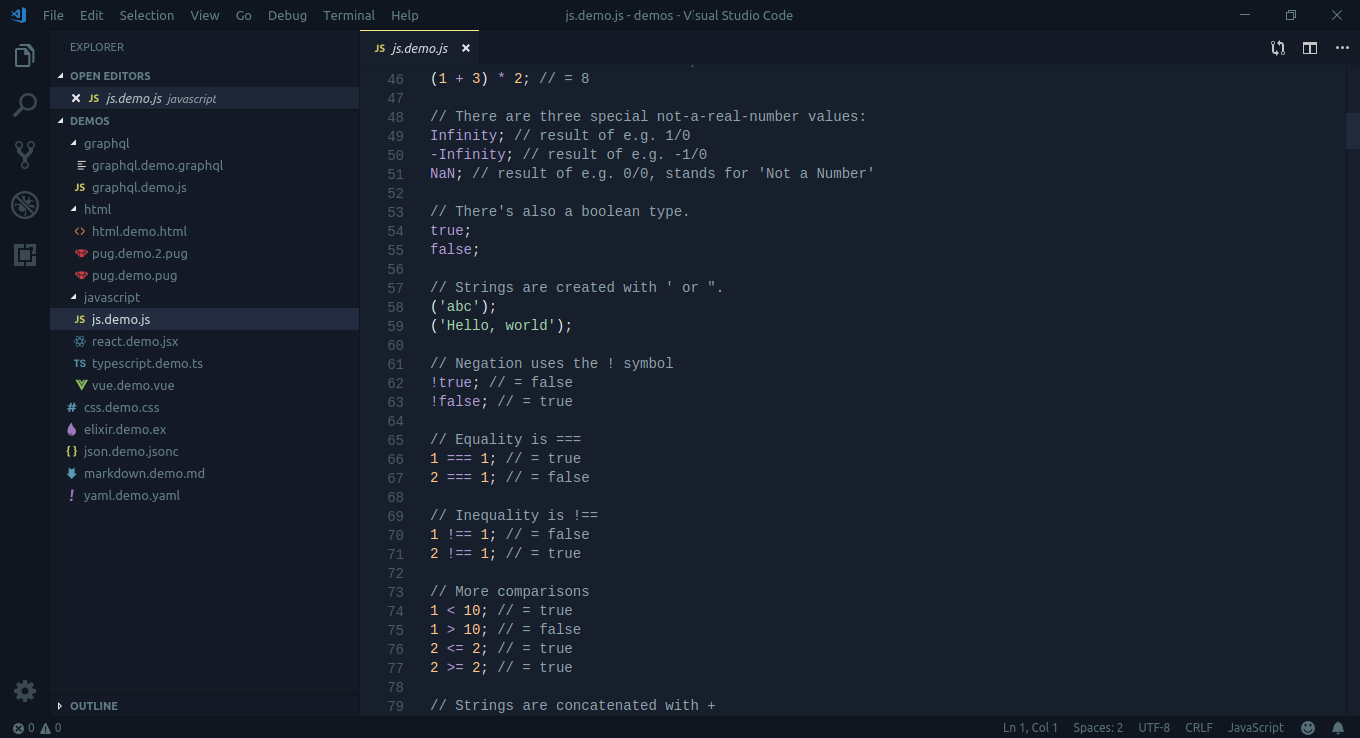 File Edit Selection View Go Debug Terminal Help js.demo.js - demos - Visual Studio Code
EXPLORER
OPEN EDITORS
JS js.demo.js javascript
DEMOS
graphql
graphql.demo.graphql
JS graphql.demo.js
html
<> html.demo.html
pug.demo.2.pug
pug.demo.pug
javascript
JS js.demo.js
react.demo.jsx
TS typescript.demo.ts
vue.demo.vue
# css.demo.css
elixir.demo.ex
{ } json.demo.jsonc
markdown.demo.md
! yaml.demo.yaml
OUTLINE
JS js.demo.js
46 (1 + 3) * 2; // = 8
47
48 // There are three special not-a-real-number values:
49 Infinity; // result of e.g. 1/0
50 -Infinity; // result of e.g. -1/0
51 NaN; // result of e.g. 0/0, stands for 'Not a Number'
52
53 // There's also a boolean type.
54 true;
55 false;
56
57 // Strings are created with ' or ".
58 ('abc');
59 ('Hello, world');
60
61 // Negation uses the ! symbol
62 !true; // = false
63 !false; // = true
64
65 // Equality is ===
66 1 === 1; // = true
67 2 === 1; // = false
68
69 // Inequality is !==
70 1 !== 1; // = false
71 2 !== 1; // = true
72
73 // More comparisons
74 1 < 10; // = true
75 1 > 10; // = false
76 2 <= 2; // = true
77 2 >= 2; // = true
78
79 // Strings are concatenated with +
0 0 Ln 1, Col 1 Spaces: 2 UTF-8 CRLF JavaScript